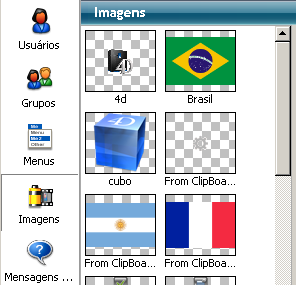 Imagens
Usuários
Grupos
Menus
Imagens
Mensagens ...
4d
Brasil
cubo
From ClipBoa...
From ClipBoa...
From ClipBoa...